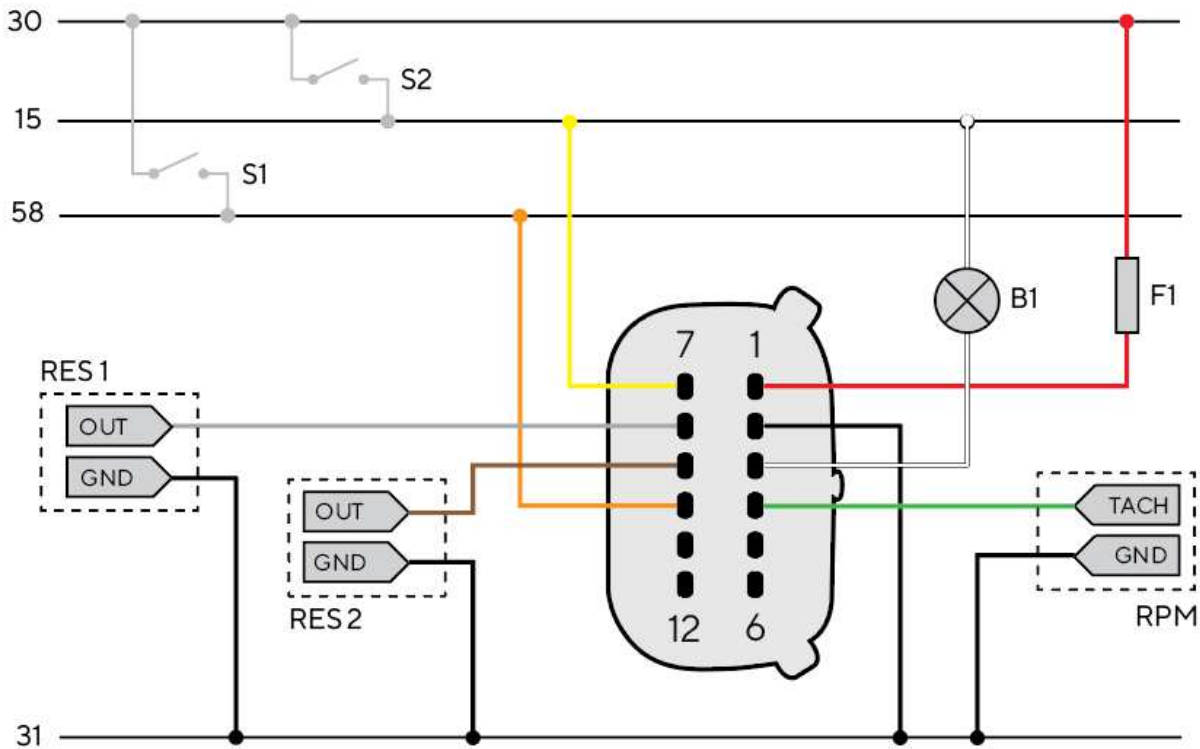 30
S2
15
S1
58
B1
F1
7 1
RES 1
OUT
GND
OUT
GND
RES 2
TACH
GND
RPM
12 6
31